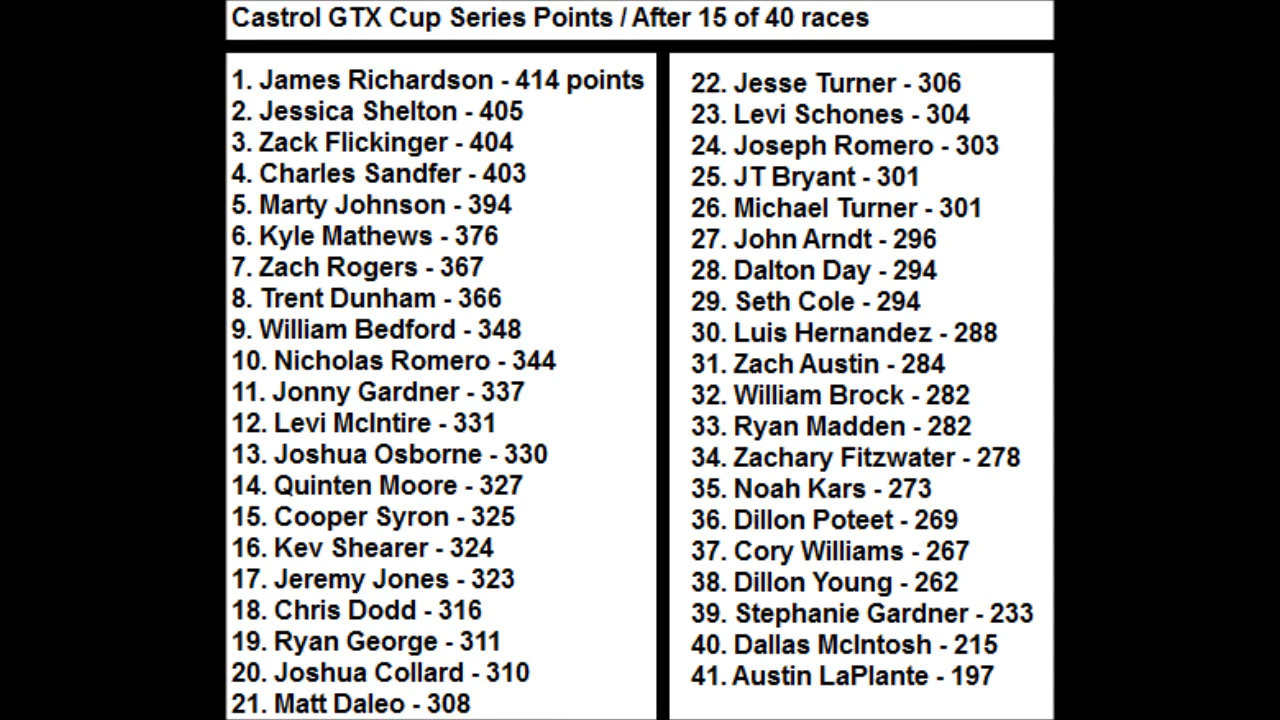 Castrol GTX Cup Series Points / After 15 of 40 races
1. James Richardson - 414 points
2. Jessica Shelton - 405
3. Zack Flickinger - 404
4. Charles Sandfer - 403
5. Marty Johnson - 394
6. Kyle Mathews - 376
7. Zach Rogers - 367
8. Trent Dunham - 366
9. William Bedford - 348
10. Nicholas Romero - 344
11. Jonny Gardner - 337
12. Levi McIntire - 331
13. Joshua Osborne - 330
14. Quinten Moore - 327
15. Cooper Syron - 325
16. Kev Shearer - 324
17. Jeremy Jones - 323
18. Chris Dodd - 316
19. Ryan George - 311
20. Joshua Collard - 310
21. Matt Daleo - 308
22. Jesse Turner - 306
23. Levi Schones - 304
24. Joseph Romero - 303
25. JT Bryant - 301
26. Michael Turner - 301
27. John Arndt - 296
28. Dalton Day - 294
29. Seth Cole - 294
30. Luis Hernandez - 288
31. Zach Austin - 284
32. William Brock - 282
33. Ryan Madden - 282
34. Zachary Fitzwater - 278
35. Noah Kars - 273
36. Dillon Poteet - 269
37. Cory Williams - 267
38. Dillon Young - 262
39. Stephanie Gardner - 233
40. Dallas McIntosh - 215
41. Austin LaPlante - 197